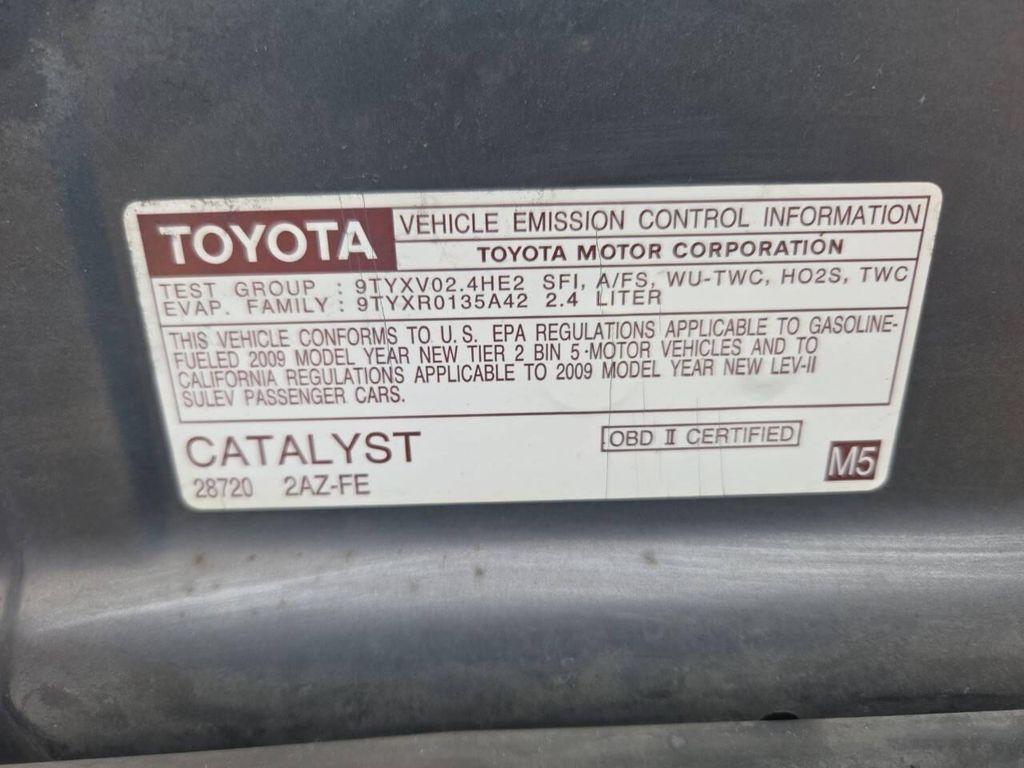 TOYOTA
VEHICLE EMISSION CONTROL INFORMATION
TOYOTA MOTOR CORPORATION
TEST GROUP : 9TYXV02.4HE2 SFI, A/FS, WU-TWC, HO2S, TWC
EVAP. FAMILY: 9TYXR0135A42 2.4 LITER
THIS VEHICLE CONFORMS TO U.S. EPA REGULATIONS APPLICABLE TO GASOLINE-
FUELED 2009 MODEL YEAR NEW TIER 2 BIN 5 MOTOR VEHICLES AND TO
CALIFORNIA REGULATIONS APPLICABLE TO 2009 MODEL YEAR NEW LEV-II
SULEV PASSENGER CARS.
CATALYST
OBD II CERTIFIED
28720 2AZ-FE
M5